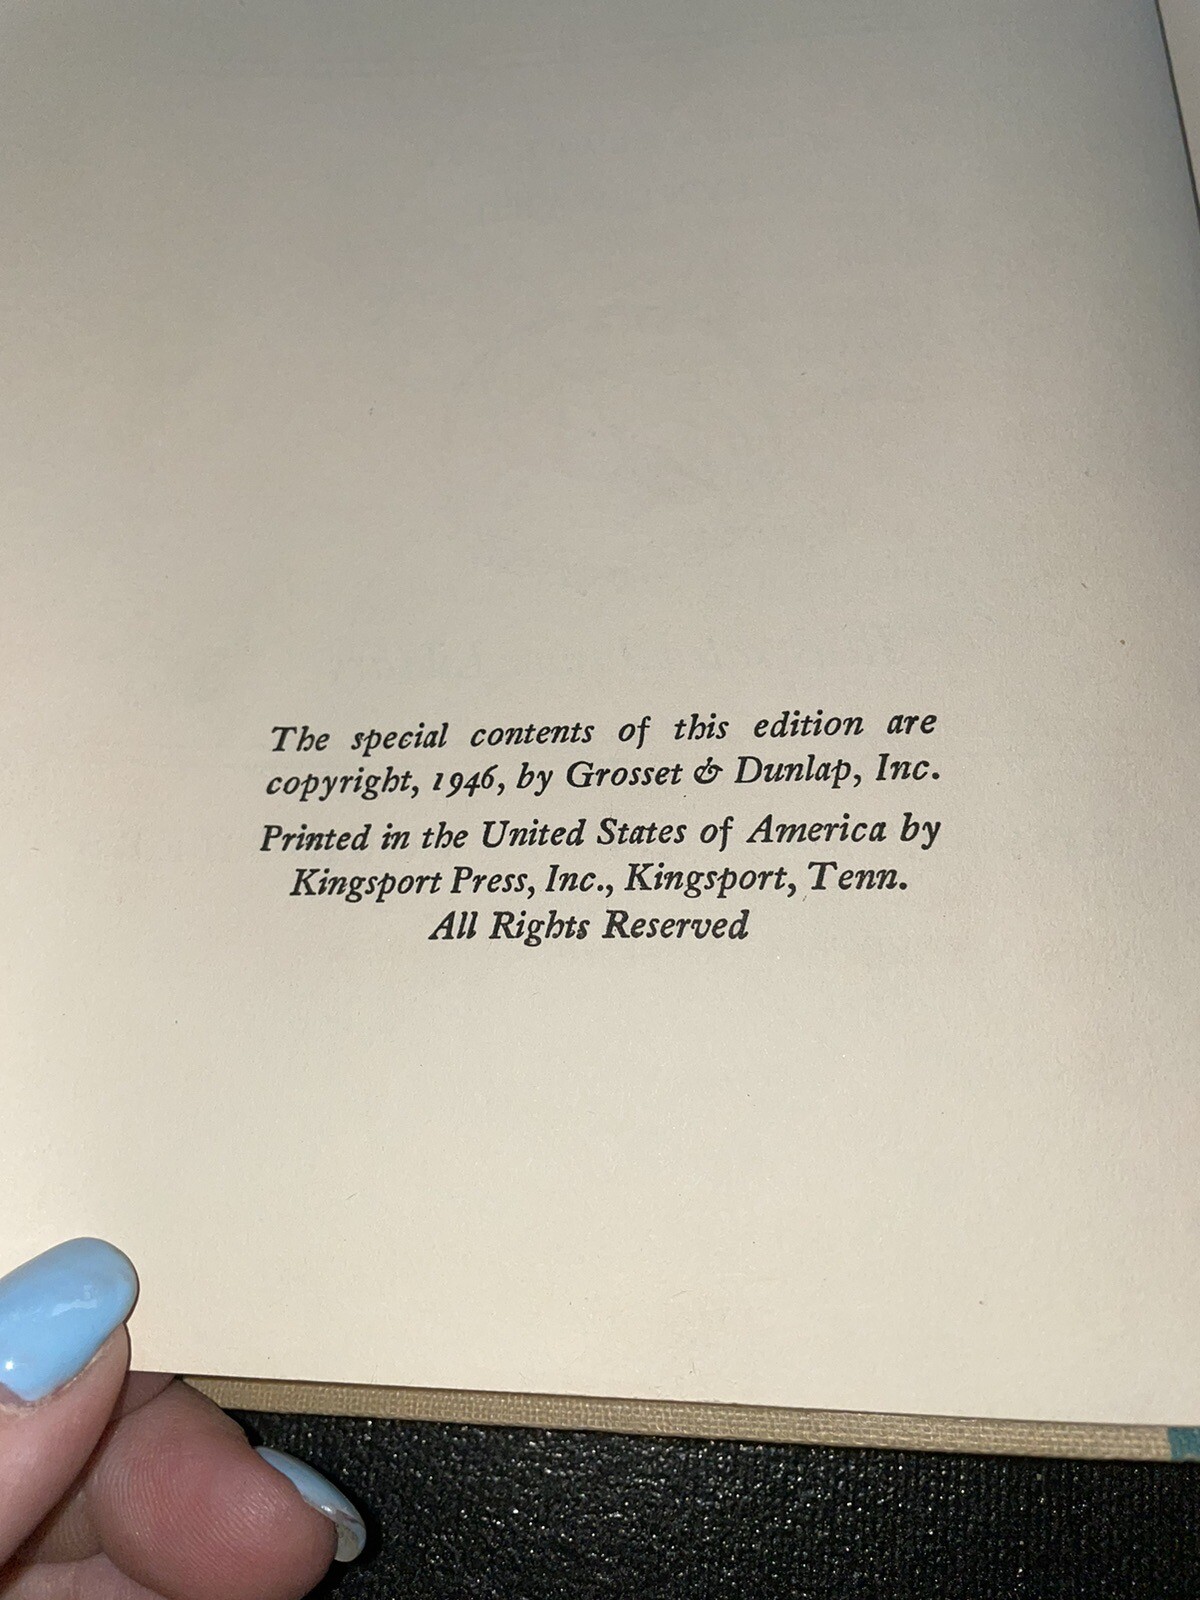 The special contents of this edition are
copyright, 1946, by Grosset & Dunlap, Inc.
Printed in the United States of America by
Kingsport Press, Inc., Kingsport, Tenn.
All Rights Reserved